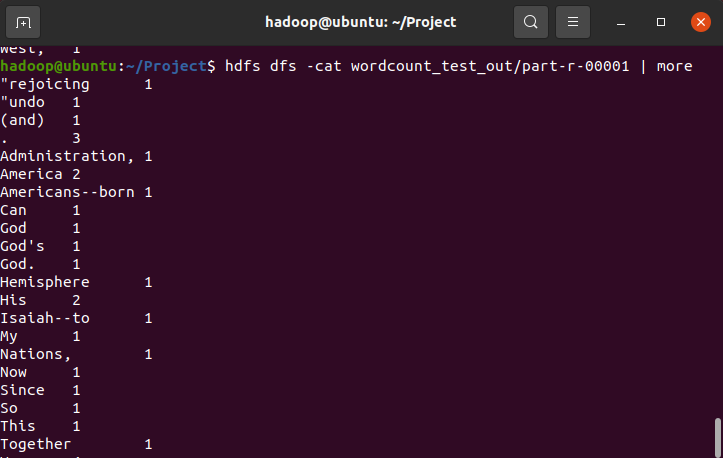 hadoop@ubuntu: ~/Project
west, 1
hadoop@ubuntu:~/Project$ hdfs dfs -cat wordcount_test_out/part-r-00001 | more
"rejoicing 1
"undo 1
(and) 1
. 3
Administration, 1
America 2
Americans--born 1
Can 1
God 1
God's 1
God. 1
Hemisphere 1
His 2
Isaiah--to 1
My 1
Nations, 1
Now 1
Since 1
So 1
This 1
Together 1